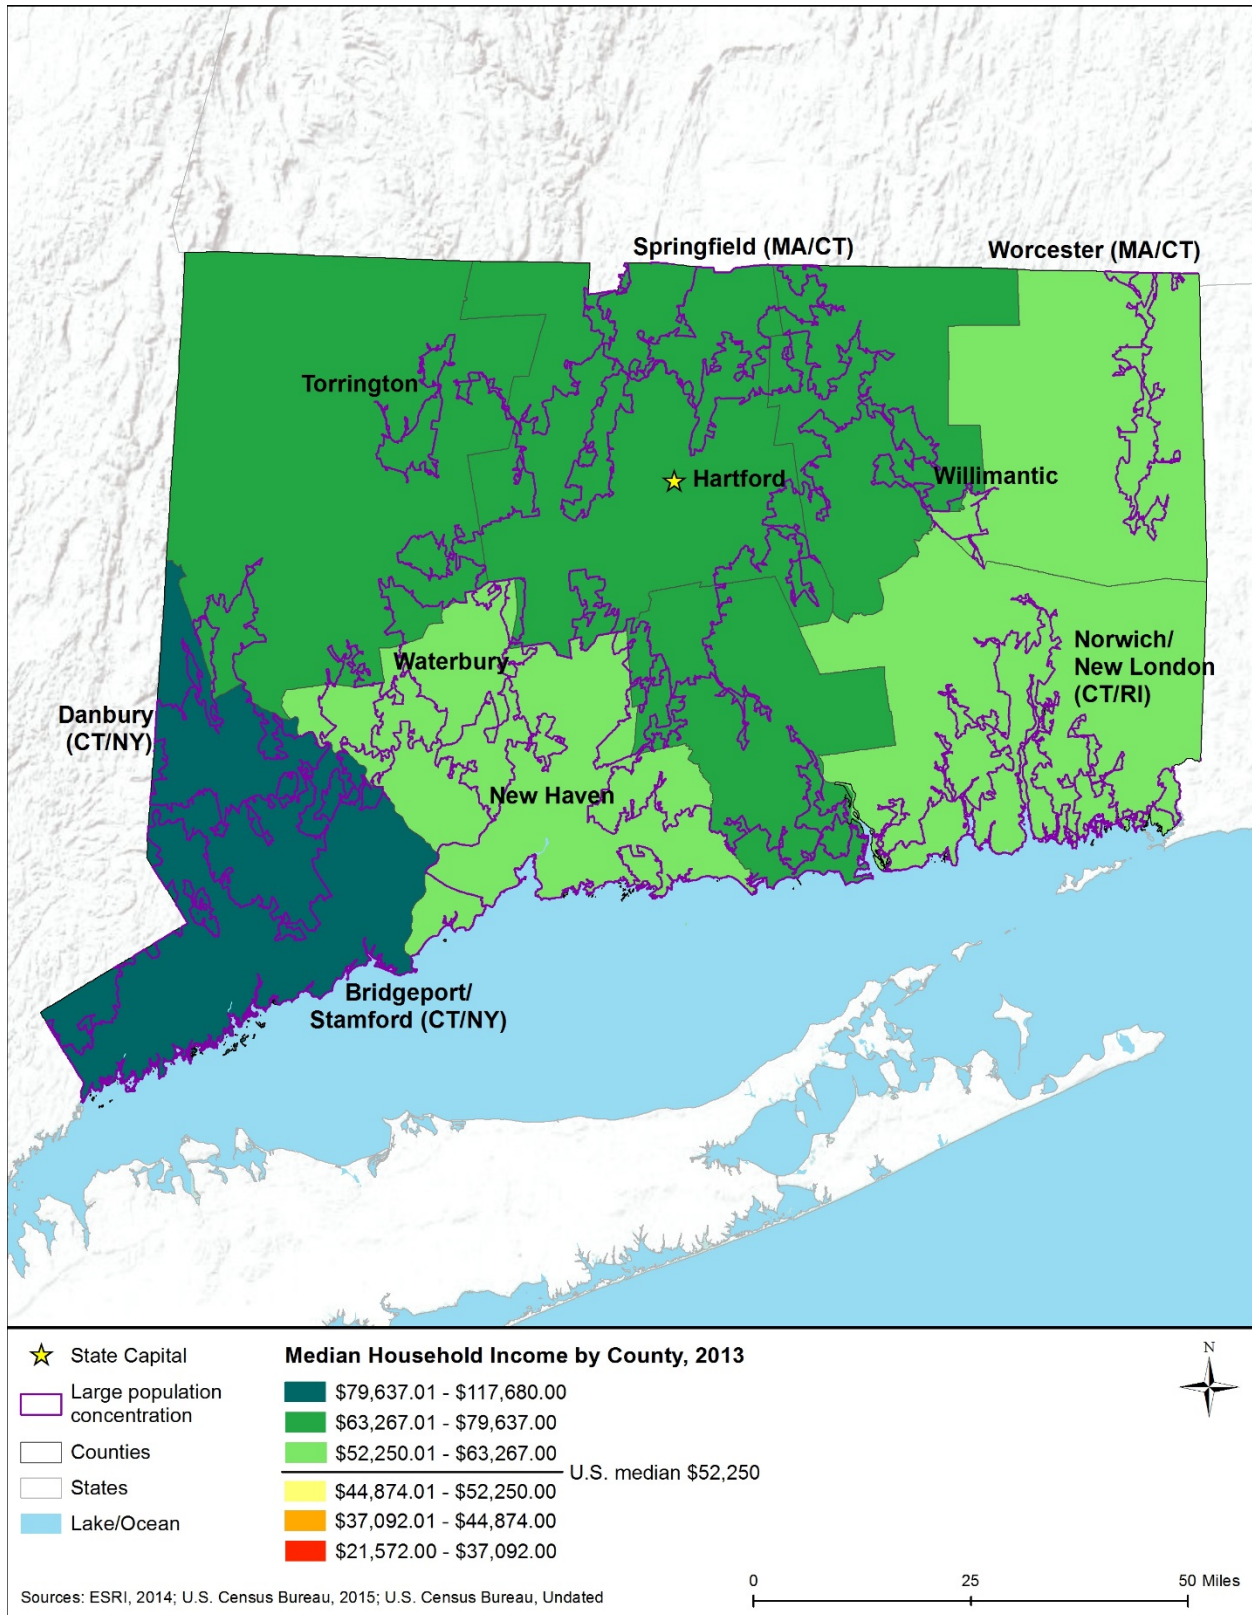 Springfield (MA/CT)
Worcester (MA/CT)
Torrington
Hartford
Willimantic
Waterbury
Norwich/
New London
(CT/RI)
Danbury
(CT/NY)
New Haven
Bridgeport/
Stamford (CT/NY)
State Capital
Large population
concentration
Counties
States
Lake/Ocean
Median Household Income by County, 2013
$79,637.01 - $117,680.00
$63,267.01 - $79,637.00
$52,250.01 - $63,267.00
U.S. median $52,250
$44,874.01 - $52,250.00
$37,092.01 - $44,874.00
$21,572.00 - $37,092.00
N
0 25 50 Miles
Sources: ESRI, 2014; U.S. Census Bureau, 2015; U.S. Census Bureau, Undated